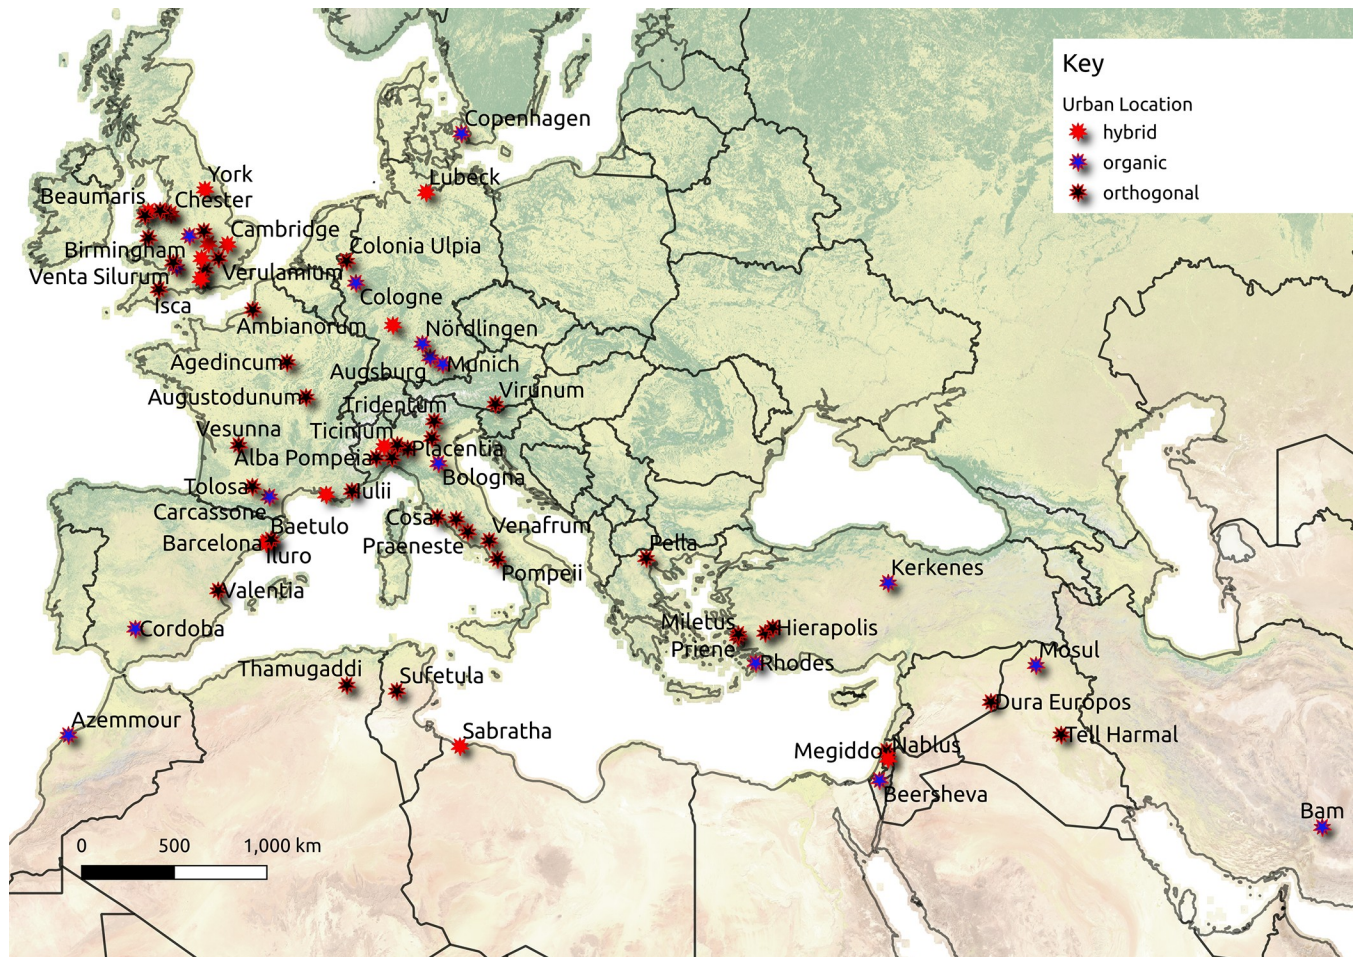 Key
Urban Location
hybrid
organic
orthogonal
Copenhagen
York
Lubeck
Beaumaris
Chester
Cambridge
Birmingham
Colonia Ulpia
Venta Silurum
Verulamium
Cologne
Isca
Ambianorum
Nördlingen
Agedincum
Augsburg
Munich
Augustodunum
Virunum
Tridentum
Vesunna
Ticinum
Placentia
Alba Pompeia
Bologna
Tolosa
Iulii
Carcassone
Baetulo
Cosa
Venafrum
Barcelona
Iluro
Praeneste
Pella
Pompeii
Kerkenes
Valentia
Cordoba
Miletus
Hierapolis
Priene
Rhodes
Mosul
Thamugaddi
Sufetula
Dura Europos
Azemmour
Sabratha
Tell Harmal
Megiddo
Nablus
Beersheva
Bam
0 500 1,000 km